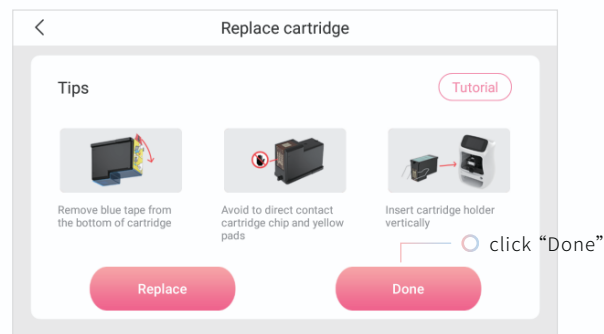 Replace cartridge
Tips
Tutorial
Remove blue tape from
the bottom of cartridge
Avoid to direct contact
cartridge chip and yellow
pads
Insert cartridge holder
vertically
click “Done”
Replace
Done